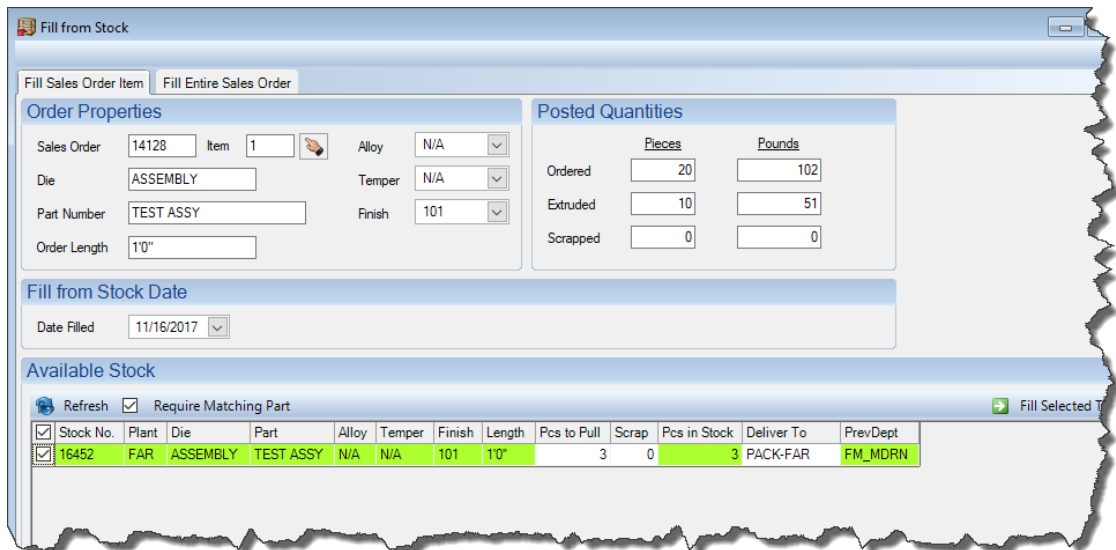 Fill from Stock
Fill Sales Order Item Fill Entire Sales Order
Order Properties Posted Quantities
Sales Order 14128 Item 1 Alloy N/A Pieces Pounds
Die ASSEMBLY Temper N/A Ordered 20 102
Part Number TEST ASSY Finish 101 Extruded 10 51
Order Length 1'0" Scrapped 0 0
Fill from Stock Date
Date Filled 11/16/2017
Available Stock
Refresh Require Matching Part Fill Selected
Stock No. Plant Die Part Alloy Temper Finish Length Pcs to Pull Scrap Pcs in Stock Deliver To PrevDept
16452 FAR ASSEMBLY TEST ASSY N/A N/A 101 1'0" 3 0 3 PACK-FAR FM_MDRN